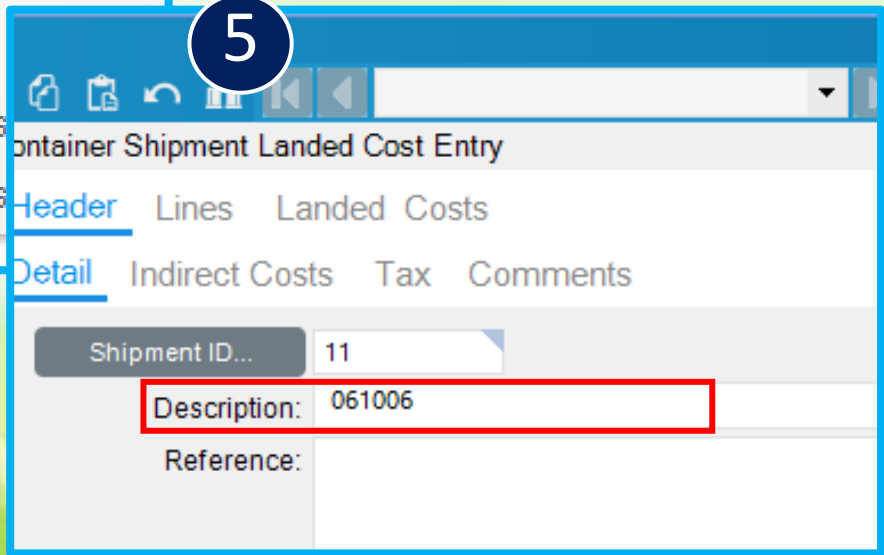 5
ontainer Shipment Landed Cost Entry
Header Lines Landed Costs
Detail Indirect Costs Tax Comments
Shipment ID... 11
Description: 061006
Reference: